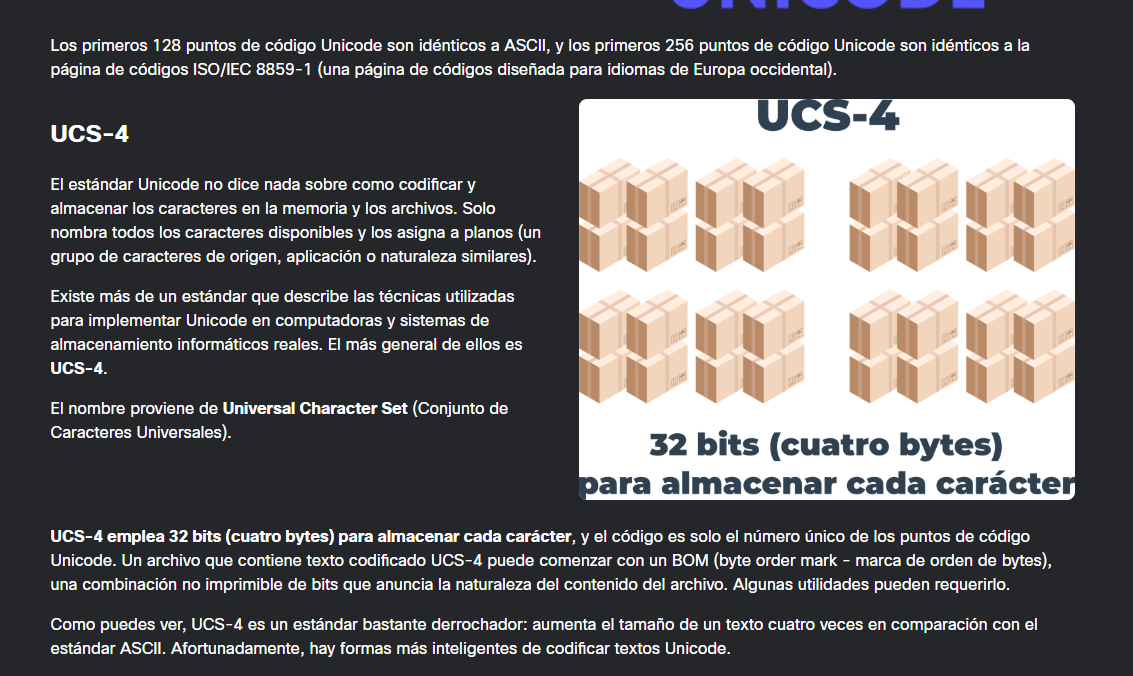 UNICODE
Los primeros 128 puntos de código Unicode son idénticos a ASCII, y los primeros 256 puntos de código Unicode son idénticos a la
página de códigos ISO/IEC 8859-1 (una página de códigos diseñada para idiomas de Europa occidental).
UCS-4
El estándar Unicode no dice nada sobre como codificar y
almacenar los caracteres en la memoria y los archivos. Solo
nombra todos los caracteres disponibles y los asigna a planos (un
grupo de caracteres de origen, aplicación o naturaleza similares).
Existe más de un estándar que describe las técnicas utilizadas
para implementar Unicode en computadoras y sistemas de
almacenamiento informáticos reales. El más general de ellos es
UCS-4.
El nombre proviene de Universal Character Set (Conjunto de
Caracteres Universales).
UCS-4
32 bits (cuatro bytes)
para almacenar cada carácter
UCS-4 emplea 32 bits (cuatro bytes) para almacenar cada carácter, y el código es solo el número único de los puntos de código
Unicode. Un archivo que contiene texto codificado UCS-4 puede comenzar con un BOM (byte order mark - marca de orden de bytes),
una combinación no imprimible de bits que anuncia la naturaleza del contenido del archivo. Algunas utilidades pueden requerirlo.
Como puedes ver, UCS-4 es un estándar bastante derrochador: aumenta el tamaño de un texto cuatro veces en comparación con el
estándar ASCII. Afortunadamente, hay formas más inteligentes de codificar textos Unicode.